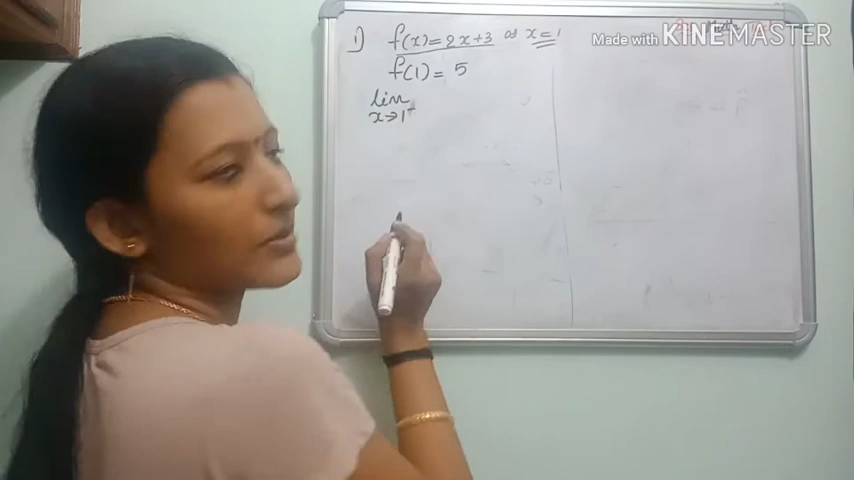 1) f(x)=2x+3 at x=1
f(1)= 5
lim
x→1+
Made with KINEMASTER